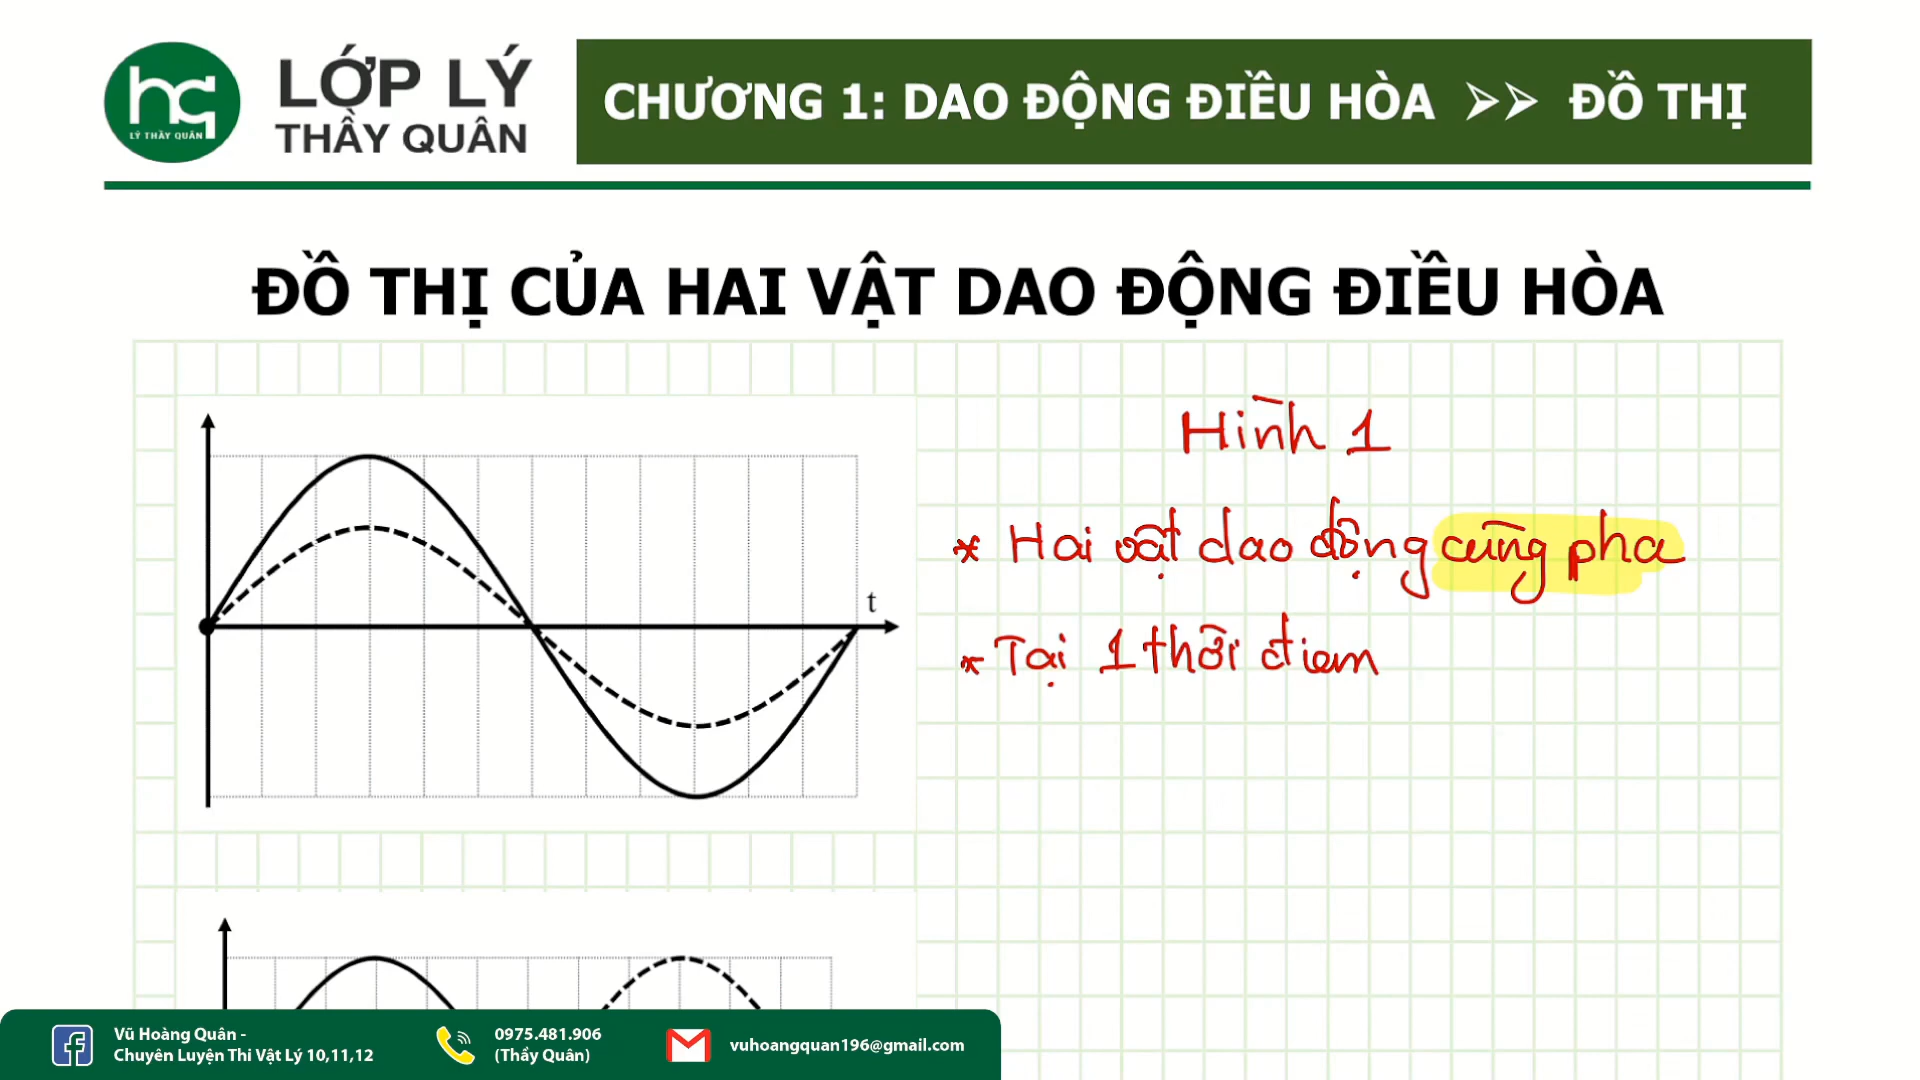 hq
LÝ THẦY QUÂN
LỚP LÝ
THẦY QUÂN
CHƯƠNG 1: DAO ĐỘNG ĐIỀU HÒA ⮚⮚ ĐỒ THỊ
ĐỒ THỊ CỦA HAI VẬT DAO ĐỘNG ĐIỀU HÒA
Hình 1
* Hai vật dao động cùng pha
t
* Tại 1 thời điem
Vũ Hoàng Quân -
Chuyên Luyện Thi Vật Lý 10,11,12
0975.481.906
(Thầy Quân)
vuhoangquan196@gmail.com